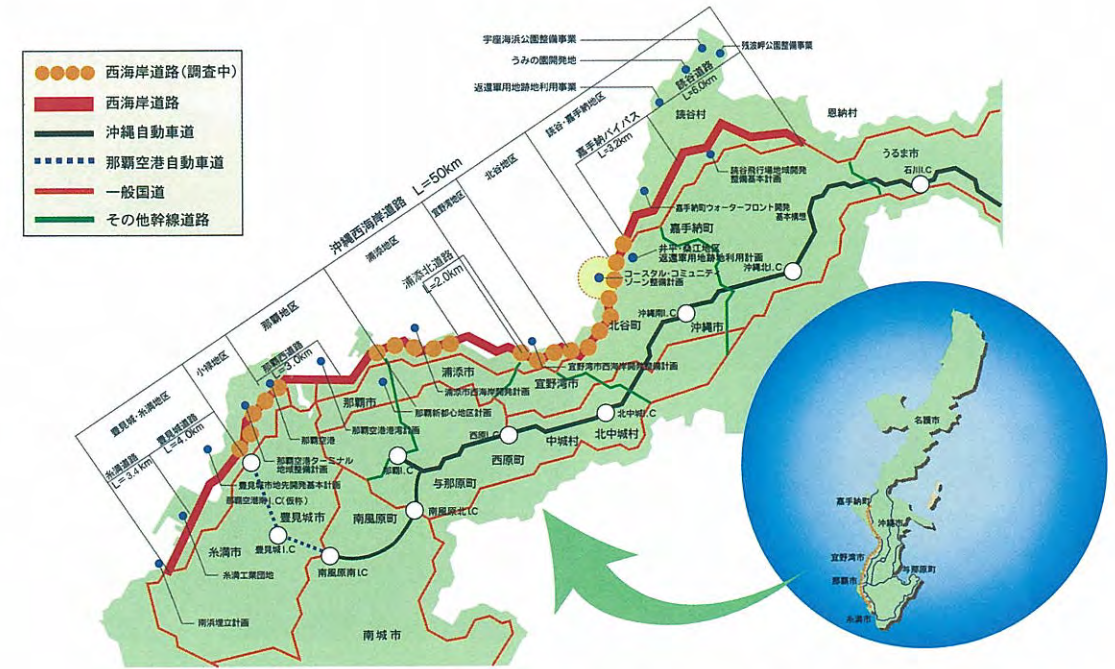 西海岸道路(調査中)
西海岸道路
沖縄自動車道
那覇空港自動車道
一般国道
その他幹線道路
宇座海浜公園整備事業
うみの園開発地
返還軍用地跡地利用事業
残波岬公園整備事業
読谷道路
L=6.0km
読谷・嘉手納地区
嘉手納バイパス
L=3.2km
読谷村
恩納村
うるま市
石川I.C
読谷飛行場地域開発
整備基本計画
嘉手納町ウォーターフロント開発
基本構想
嘉手納町
井平・桑江地区
返還軍用地跡地利用計画
コースタル・コミュニテ
ゾーン整備計画
沖縄北I.C
沖縄南I.C
沖縄市
北谷町
北谷地区
宜野湾地区
沖縄西海岸道路 L=50km
浦添地区
浦添北道路
L=2.0km
那覇地区
小禄地区
那覇西道路
L=3.0km
豊見城・糸満地区
豊見城道路
L=4.0km
糸満道路
L=3.4km
浦添市
宜野湾市
宜野湾市西海岸開発整備計画
浦添市西海岸開発計画
那覇市
那覇新都心地区計画
那覇空港港湾計画
那覇空港
那覇空港ターミナル
地域整備計画
豊見城市地先開発基本計画
那覇空港南I.C(仮称)
北中城I.C
北中城村
中城村
西原I.C
西原町
那覇I.C
与那原町
南風原北I.C
南風原町
豊見城市
豊見城I.C
南風原南I.C
糸満市
糸満工業団地
南浜埋立計画
南城市
名護市
嘉手納町
沖縄市
宜野湾市
与那原町
那覇市
糸満市